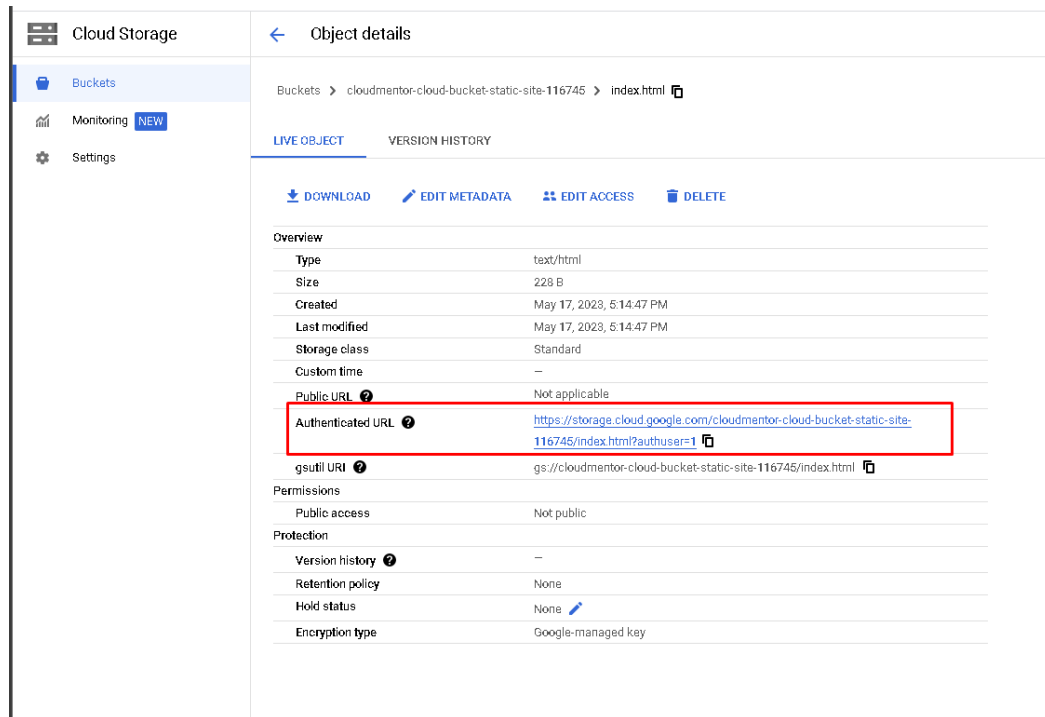 Cloud Storage
Object details
Buckets
Monitoring NEW
Settings
Buckets > cloudmentor-cloud-bucket-static-site-116745 > index.html
LIVE OBJECT VERSION HISTORY
DOWNLOAD EDIT METADATA EDIT ACCESS DELETE
Overview
Type text/html
Size 228 B
Created May 17, 2023, 5:14:47 PM
Last modified May 17, 2023, 5:14:47 PM
Storage class Standard
Custom time —
Public URL ? Not applicable
Authenticated URL ? https://storage.cloud.google.com/cloudmentor-cloud-bucket-static-site-
116745/index.html?authuser=1
gsutil URI ? gs://cloudmentor-cloud-bucket-static-site-116745/index.html
Permissions
Public access Not public
Protection
Version history ? —
Retention policy None
Hold status None
Encryption type Google-managed key